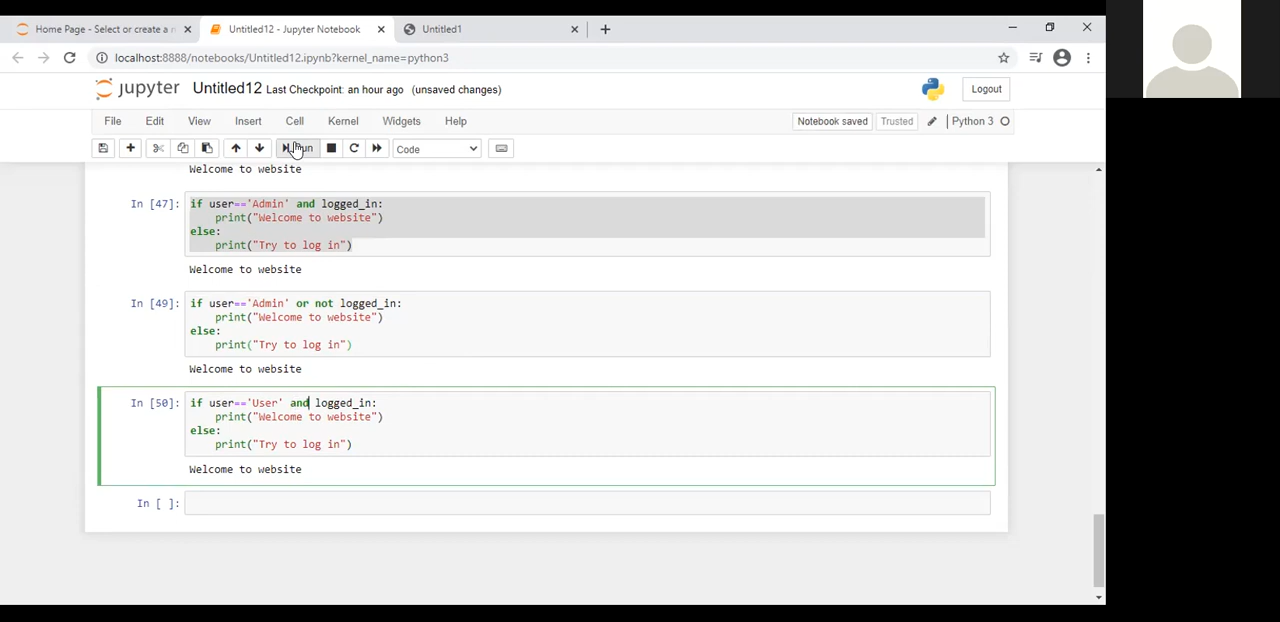 Home Page - Select or create a n
Untitled12 - Jupyter Notebook
Untitled1
localhost:8888/notebooks/Untitled12.ipynb?kernel_name=python3
jupyter Untitled12 Last Checkpoint: an hour ago (unsaved changes)
Logout
File Edit View Insert Cell Kernel Widgets Help
Notebook saved Trusted Python 3
Code
Welcome to website
In [47]: if user=='Admin' and logged_in:
print("Welcome to website")
else:
print("Try to log in")
Welcome to website
In [49]: if user=='Admin' or not logged_in:
print("Welcome to website")
else:
print("Try to log in")
Welcome to website
In [50]: if user=='User' and logged_in:
print("Welcome to website")
else:
print("Try to log in")
Welcome to website
In [ ]: